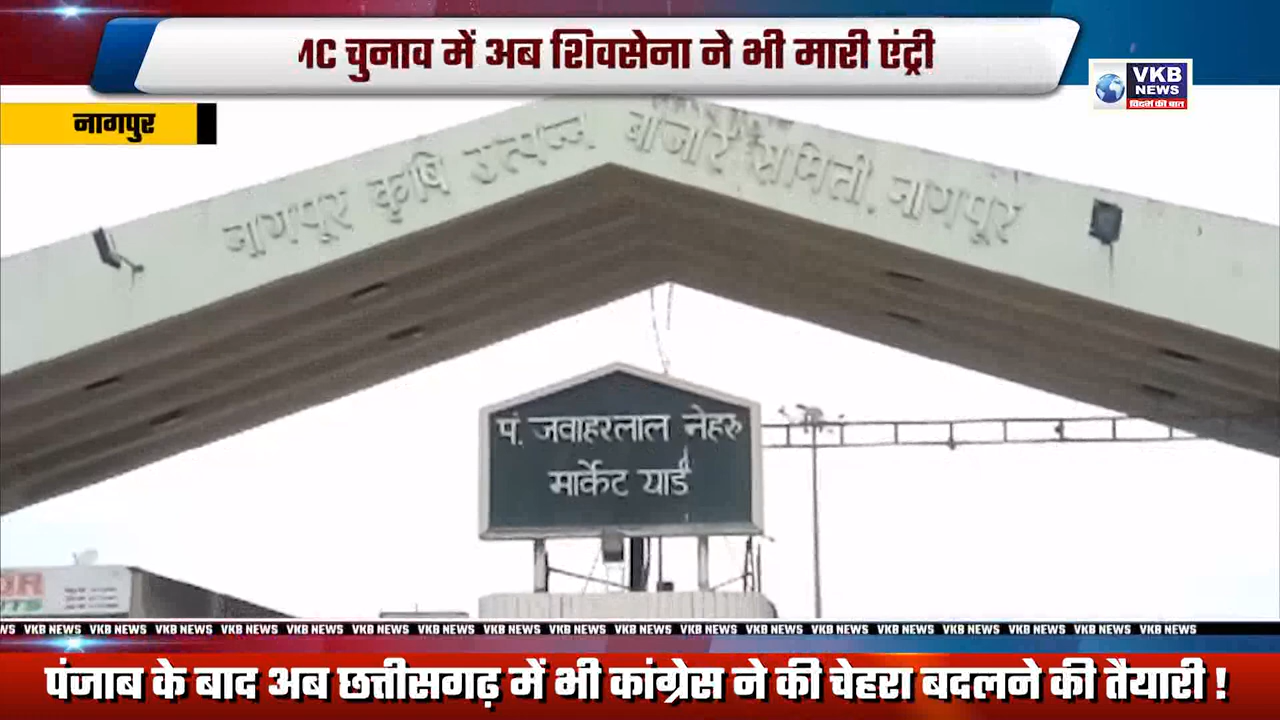 MC चुनाव में अब शिवसेना ने भी मारी एंट्री
VKB
NEWS
विदर्भ की बात
नागपुर
नागपूर कृषि उत्पन्न बाजार समिती, नागपूर
पं. जवाहरलाल नेहरु
मार्केट यार्ड
VKB NEWS VKB NEWS VKB NEWS VKB NEWS VKB NEWS VKB NEWS VKB NEWS VKB NEWS VKB NEWS VKB NEWS VKB NEWS VKB NEWS VKB NEWS VKB NEWS VKB NEWS VKB NEWS VKB NEWS VKB NEWS
पंजाब के बाद अब छत्तीसगढ़ में भी कांग्रेस ने की चेहरा बदलने की तैयारी !